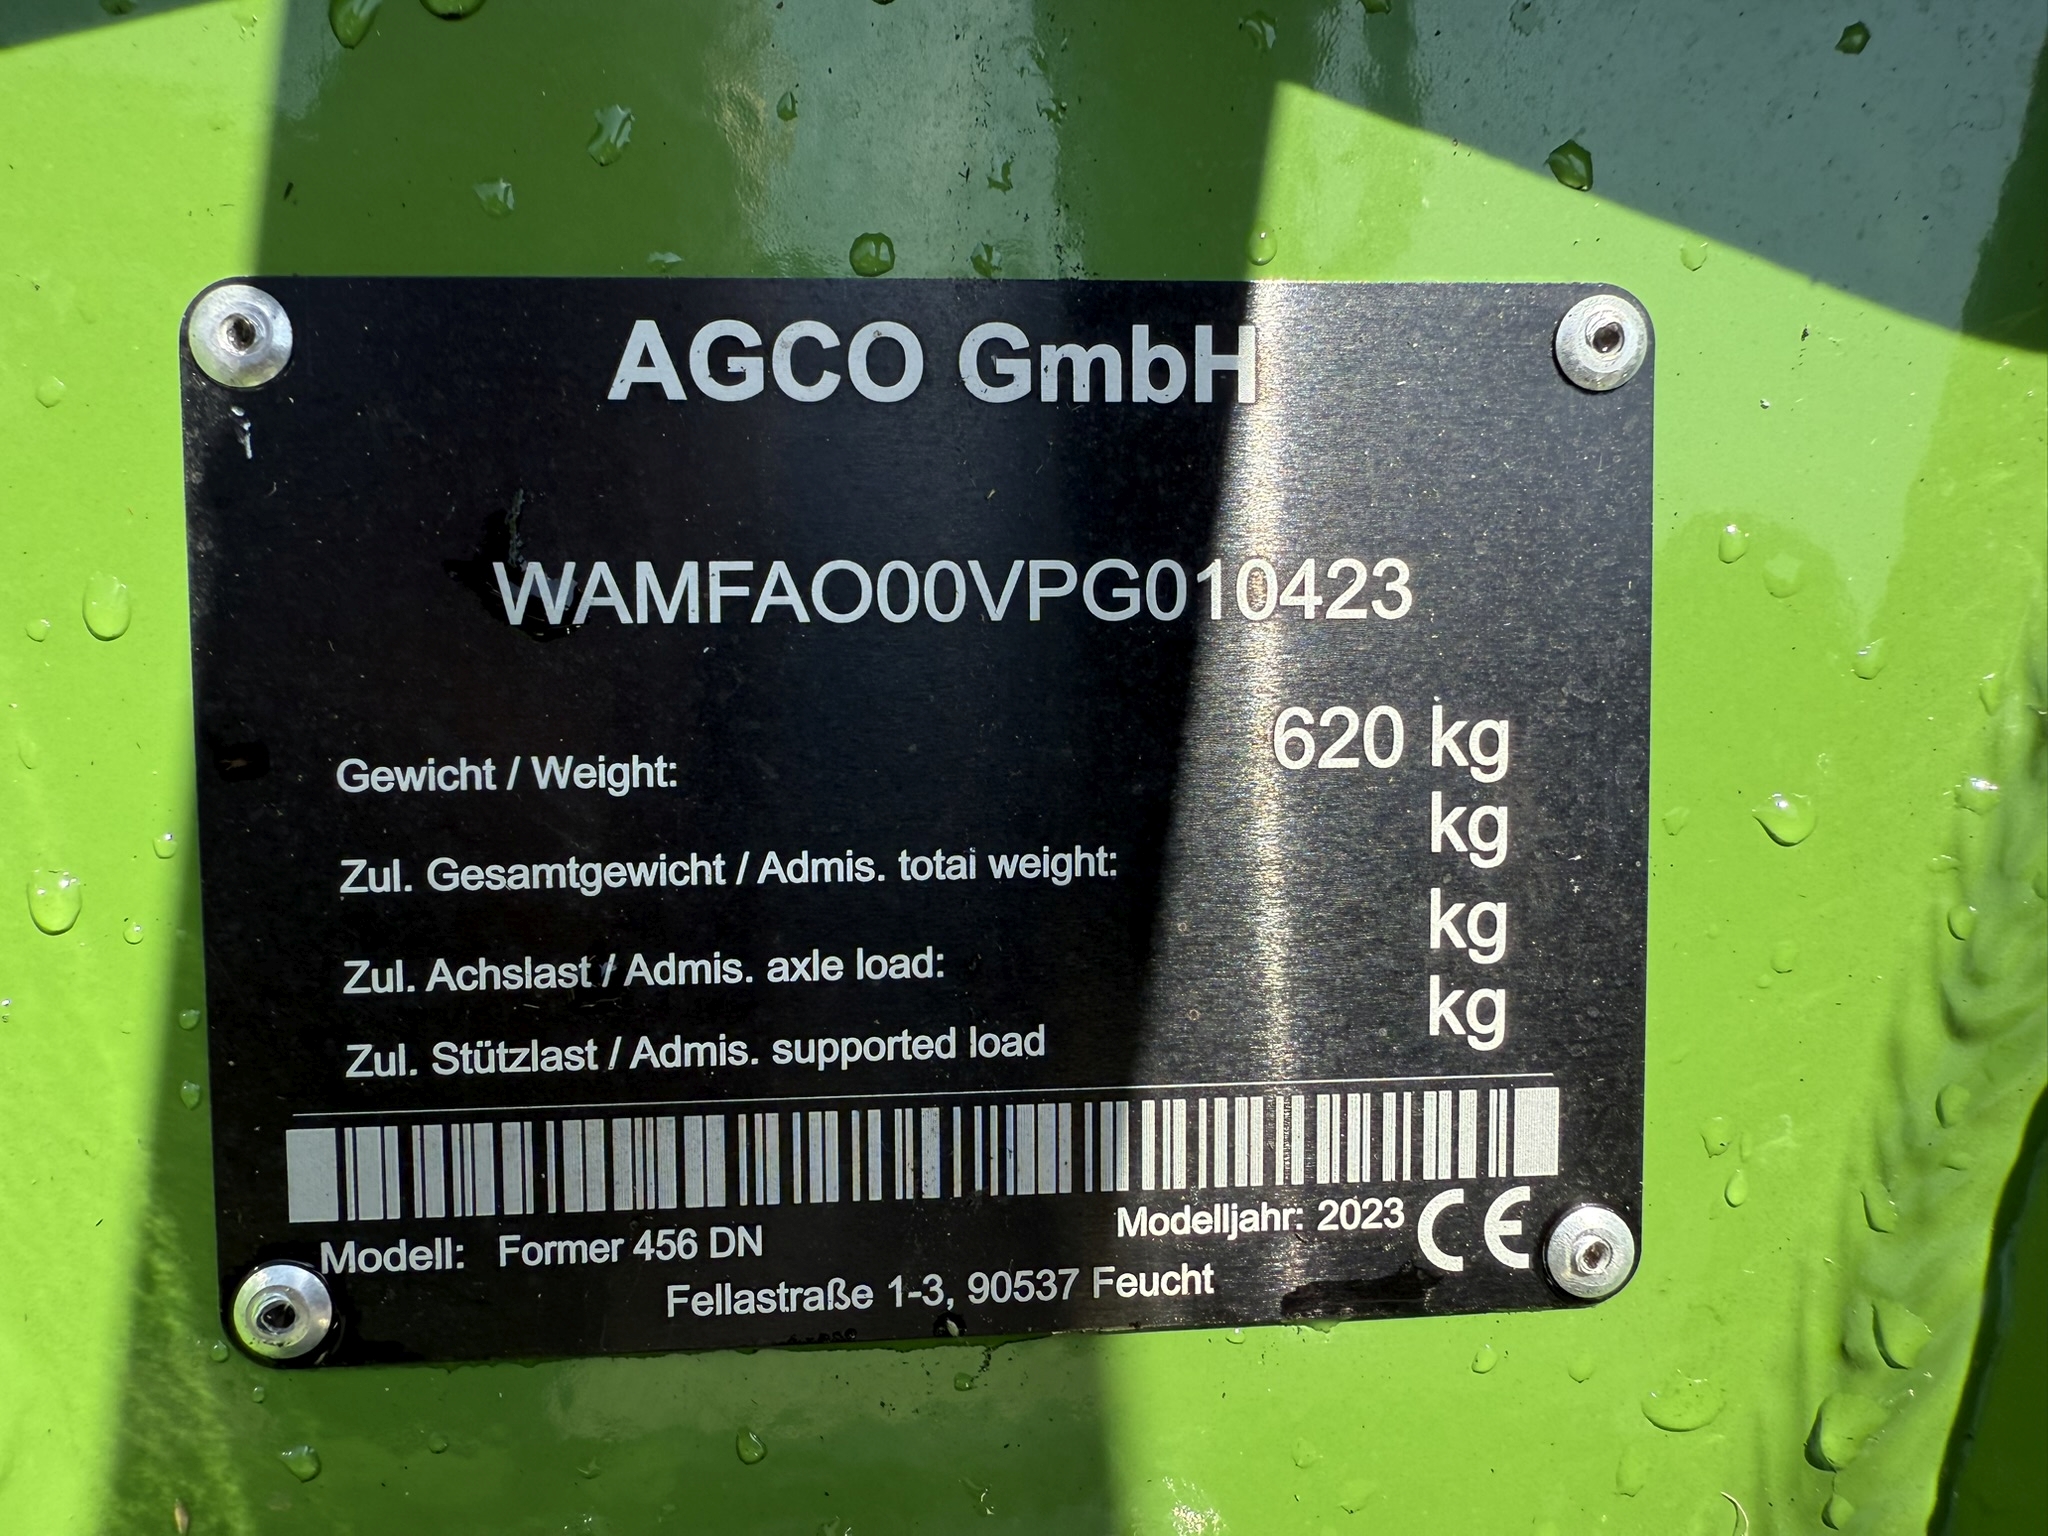 AGCO GmbH
WAMFAO00VPG010423
Gewicht / Weight: 620 kg
Zul. Gesamtgewicht / Admis. total weight: kg
Zul. Achslast / Admis. axle load: kg
Zul. Stützlast / Admis. supported load kg
Modell: Former 456 DN Modelljahr: 2023 CE
Fellastraße 1-3, 90537 Feucht